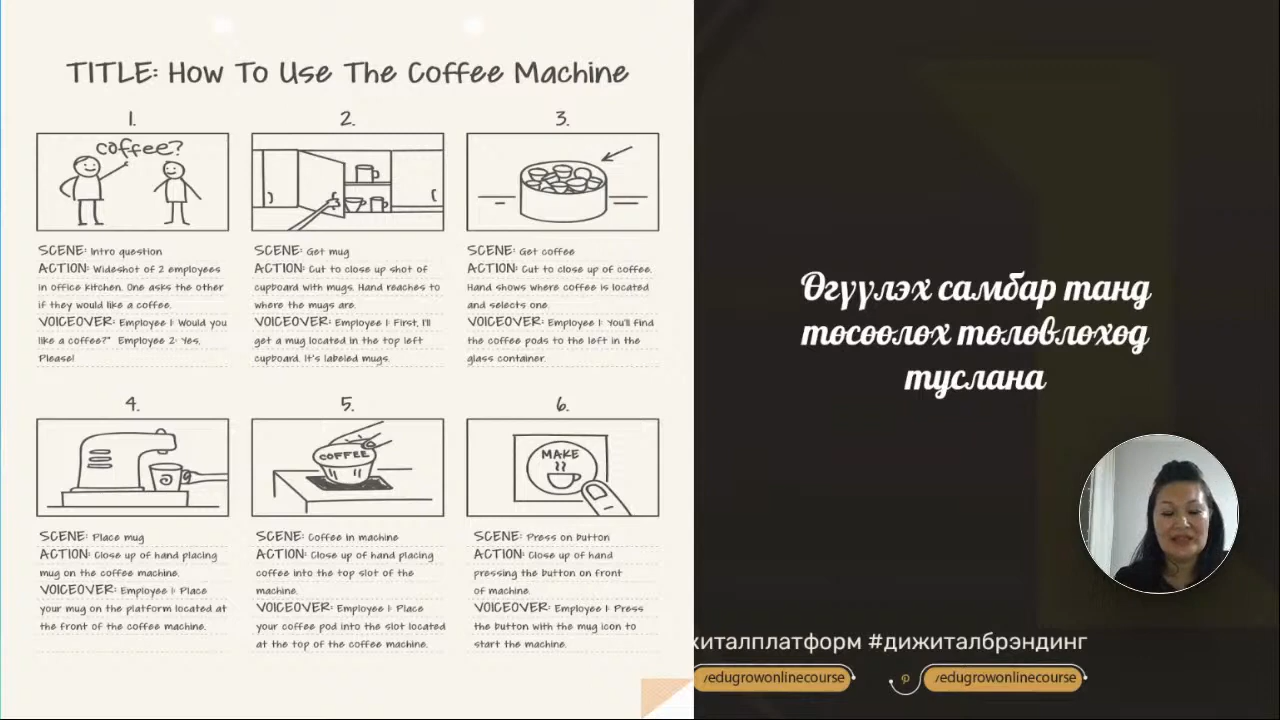 TITLE: How To Use The Coffee Machine
1.
coffee?
SCENE: Intro question
ACTION: Wideshot of 2 employees
in office kitchen. One asks the other
if they would like a coffee.
VOICEOVER: Employee 1: Would you
like a coffee?" Employee 2: Yes,
Please!
2.
SCENE: Get mug
ACTION: Cut to close up shot of
cupboard with mugs. Hand reaches to
where the mugs are.
VOICEOVER: Employee 1: First, I'll
get a mug located in the top left
cupboard. It's labeled mugs.
3.
SCENE: Get coffee
ACTION: Cut to close up of coffee.
Hand shows where coffee is located
and selects one.
VOICEOVER: Employee 1: You'll find
the coffee pods to the left in the
glass container.
4.
SCENE: Place mug
ACTION: Close up of hand placing
mug on the coffee machine.
VOICEOVER: Employee 1: Place
your mug on the platform located at
the front of the coffee machine.
5.
COFFEE
SCENE: Coffee in machine
ACTION: Close up of hand placing
coffee into the top slot of the
machine.
VOICEOVER: Employee 1: Place
your coffee pod into the slot located
at the top of the coffee machine.
6.
MAKE
SCENE: Press on button
ACTION: Close up of hand
pressing the button on front
of machine.
VOICEOVER: Employee 1: Press
the button with the mug icon to
start the machine.
Өгүүлэх самбар танд
төсөөлөх төлөвлөхөд
туслана
житалплатформ #дижиталбрэндинг
/edugrowonlinecourse
/edugrowonlinecourse